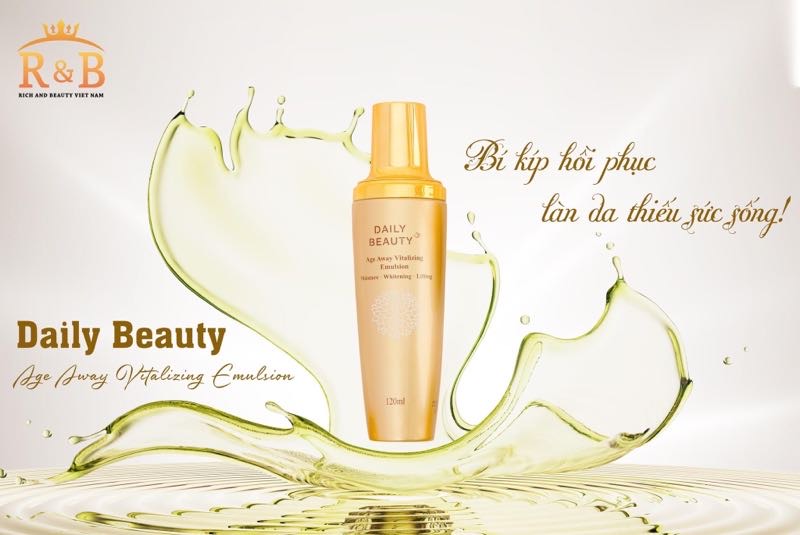 R&B
RICH AND BEAUTY VIET NAM
Bí kíp hồi phục
làn da thiếu sức sống!
DAILY
BEAUTY
Age Away Vitalizing
Emulsion
Moisture · Whitening · Lifting
120ml
Daily Beauty
Age Away Vitalizing Emulsion